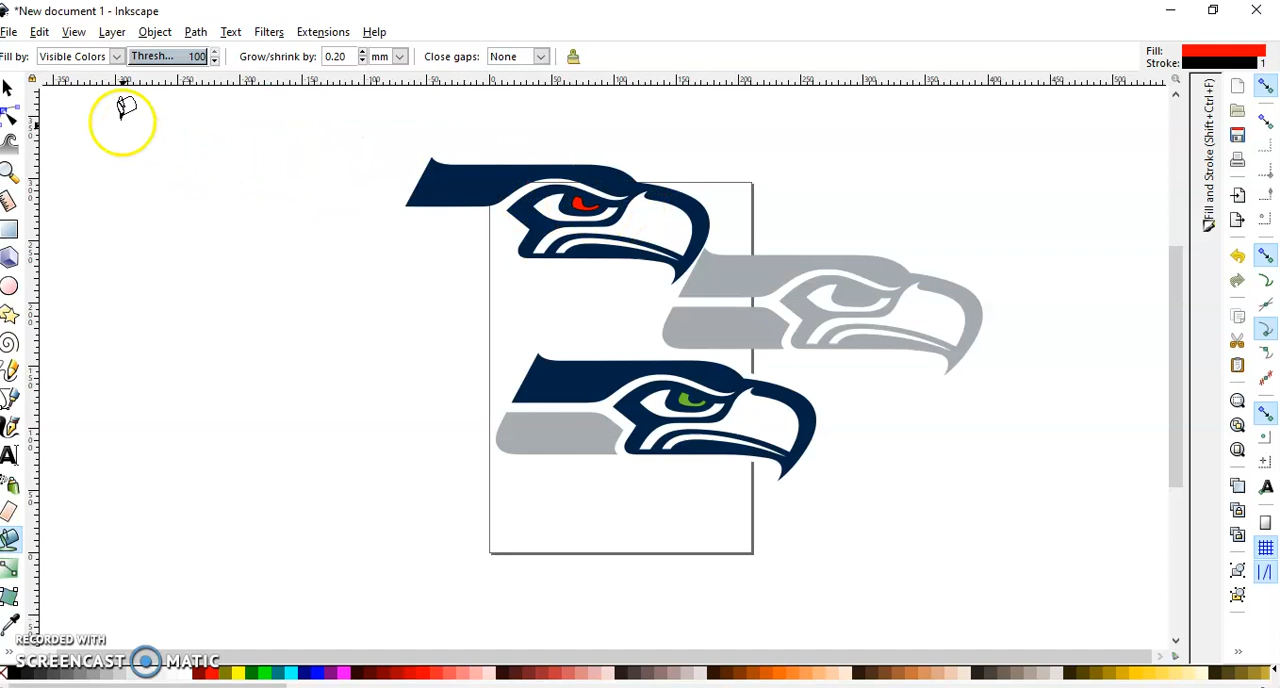 *New document 1 - Inkscape
File Edit View Layer Object Path Text Filters Extensions Help
Fill by: Visible Colors Thresh... 100 Grow/shrink by: 0.20 mm Close gaps: None
Fill:
Stroke: 1
Fill and Stroke (Shift+Ctrl+F)
RECORDED WITH
SCREENCAST MATIC